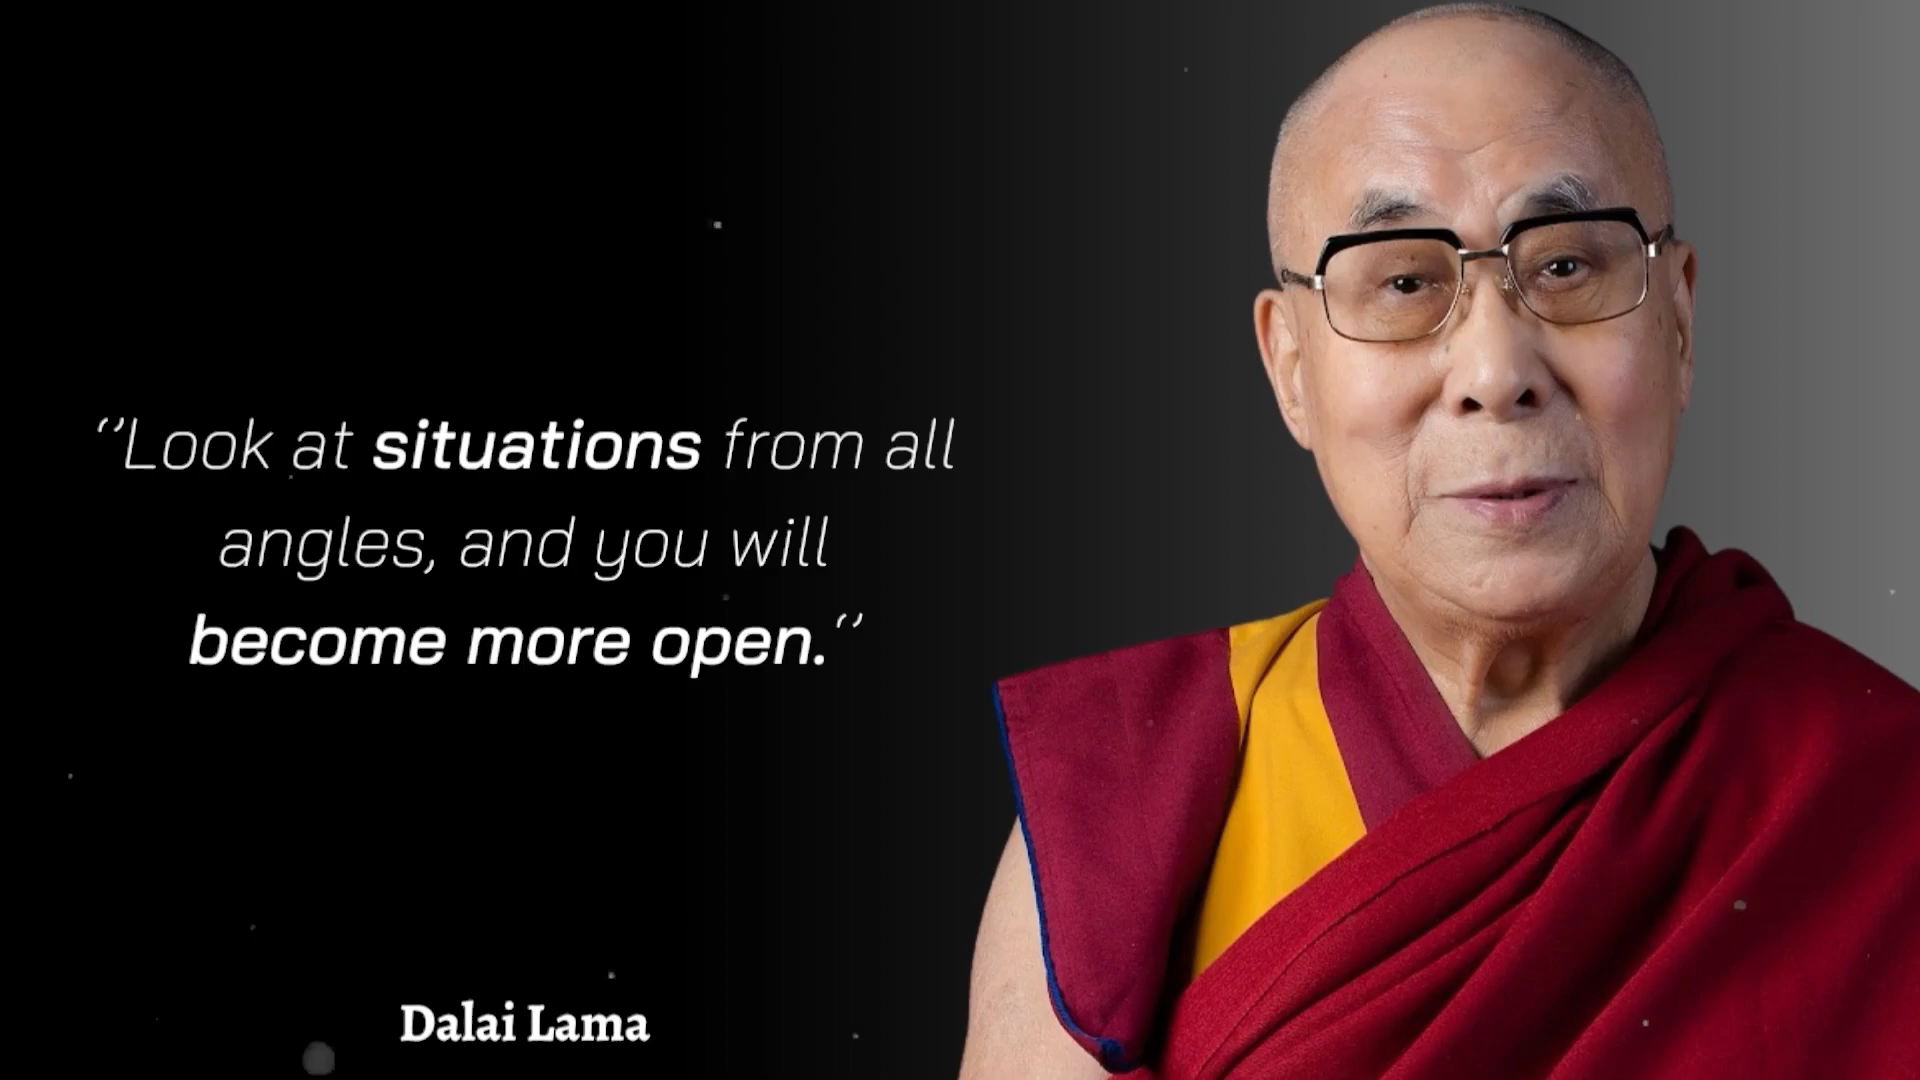 ‘’Look at situations from all
angles, and you will
become more open.‘’
Dalai Lama